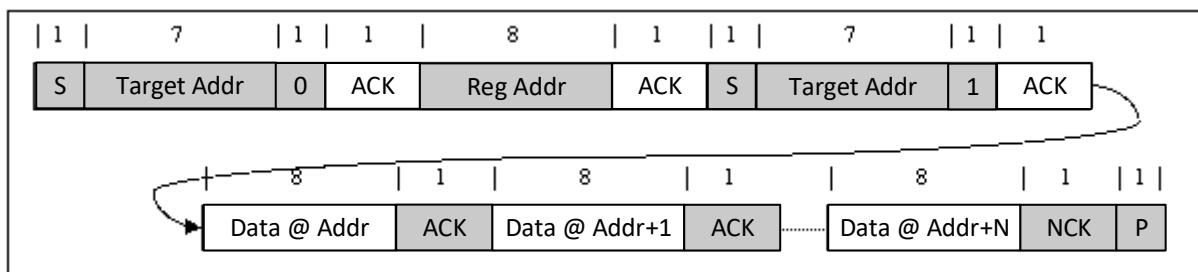 | 1 | 7 | 1 | 1 | 8 | 1 | 1 | 7 | 1 | 1
S Target Addr 0 ACK Reg Addr ACK S Target Addr 1 ACK
| 8 | 1 | 8 | 1 | 8 | 1 | 1 |
Data @ Addr ACK Data @ Addr+1 ACK Data @ Addr+N NCK P